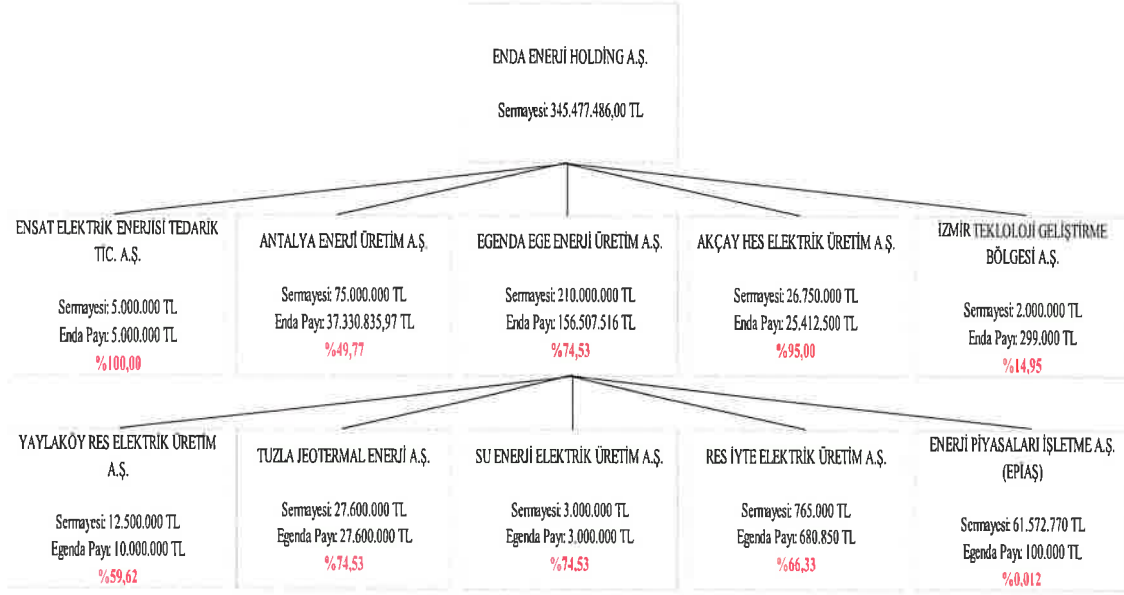 ENDA ENERJİ HOLDİNG A.Ş.
Sermayesi: 345.477.486,00 TL
ENSAT ELEKTRİK ENERJİSİ TEDARİK
TİC. A.Ş.
Sermayesi: 5.000.000 TL
Enda Payı: 5.000.000 TL
%100,00
ANTALYA ENERJİ ÜRETİM A.Ş.
Sermayesi: 75.000.000 TL
Enda Payı: 37.330.835,97 TL
%49,77
EGENDA EGE ENERJİ ÜRETİM A.Ş.
Sermayesi: 210.000.000 TL
Enda Payı: 156.507.516 TL
%74,53
AKÇAY HES ELEKTRİK ÜRETİM A.Ş.
Sermayesi: 26.750.000 TL
Enda Payı: 25.412.500 TL
%95,00
İZMİR TEKLOLOJİ GELİŞTİRME
BÖLGESİ A.Ş.
Sermayesi: 2.000.000 TL
Enda Payı: 299.000 TL
%14,95
YAYLAKÖY RES ELEKTRİK ÜRETİM
A.Ş.
Sermayesi: 12.500.000 TL
Egenda Payı: 10.000.000 TL
%59,62
TUZLA JEOTERMAL ENERJİ A.Ş.
Sermayesi: 27.600.000 TL
Egenda Payı: 27.600.000 TL
%74,53
SU ENERJİ ELEKTRİK ÜRETİM A.Ş.
Sermayesi: 3.000.000 TL
Egenda Payı: 3.000.000 TL
%74,53
RES İYTE ELEKTRİK ÜRETİM A.Ş.
Sermayesi: 765.000 TL
Egenda Payı: 680.850 TL
%66,33
ENERJİ PİYASALARI İŞLETME A.Ş.
(EPİAŞ)
Sermayesi: 61.572.770 TL
Egenda Payı: 100.000 TL
%0,012